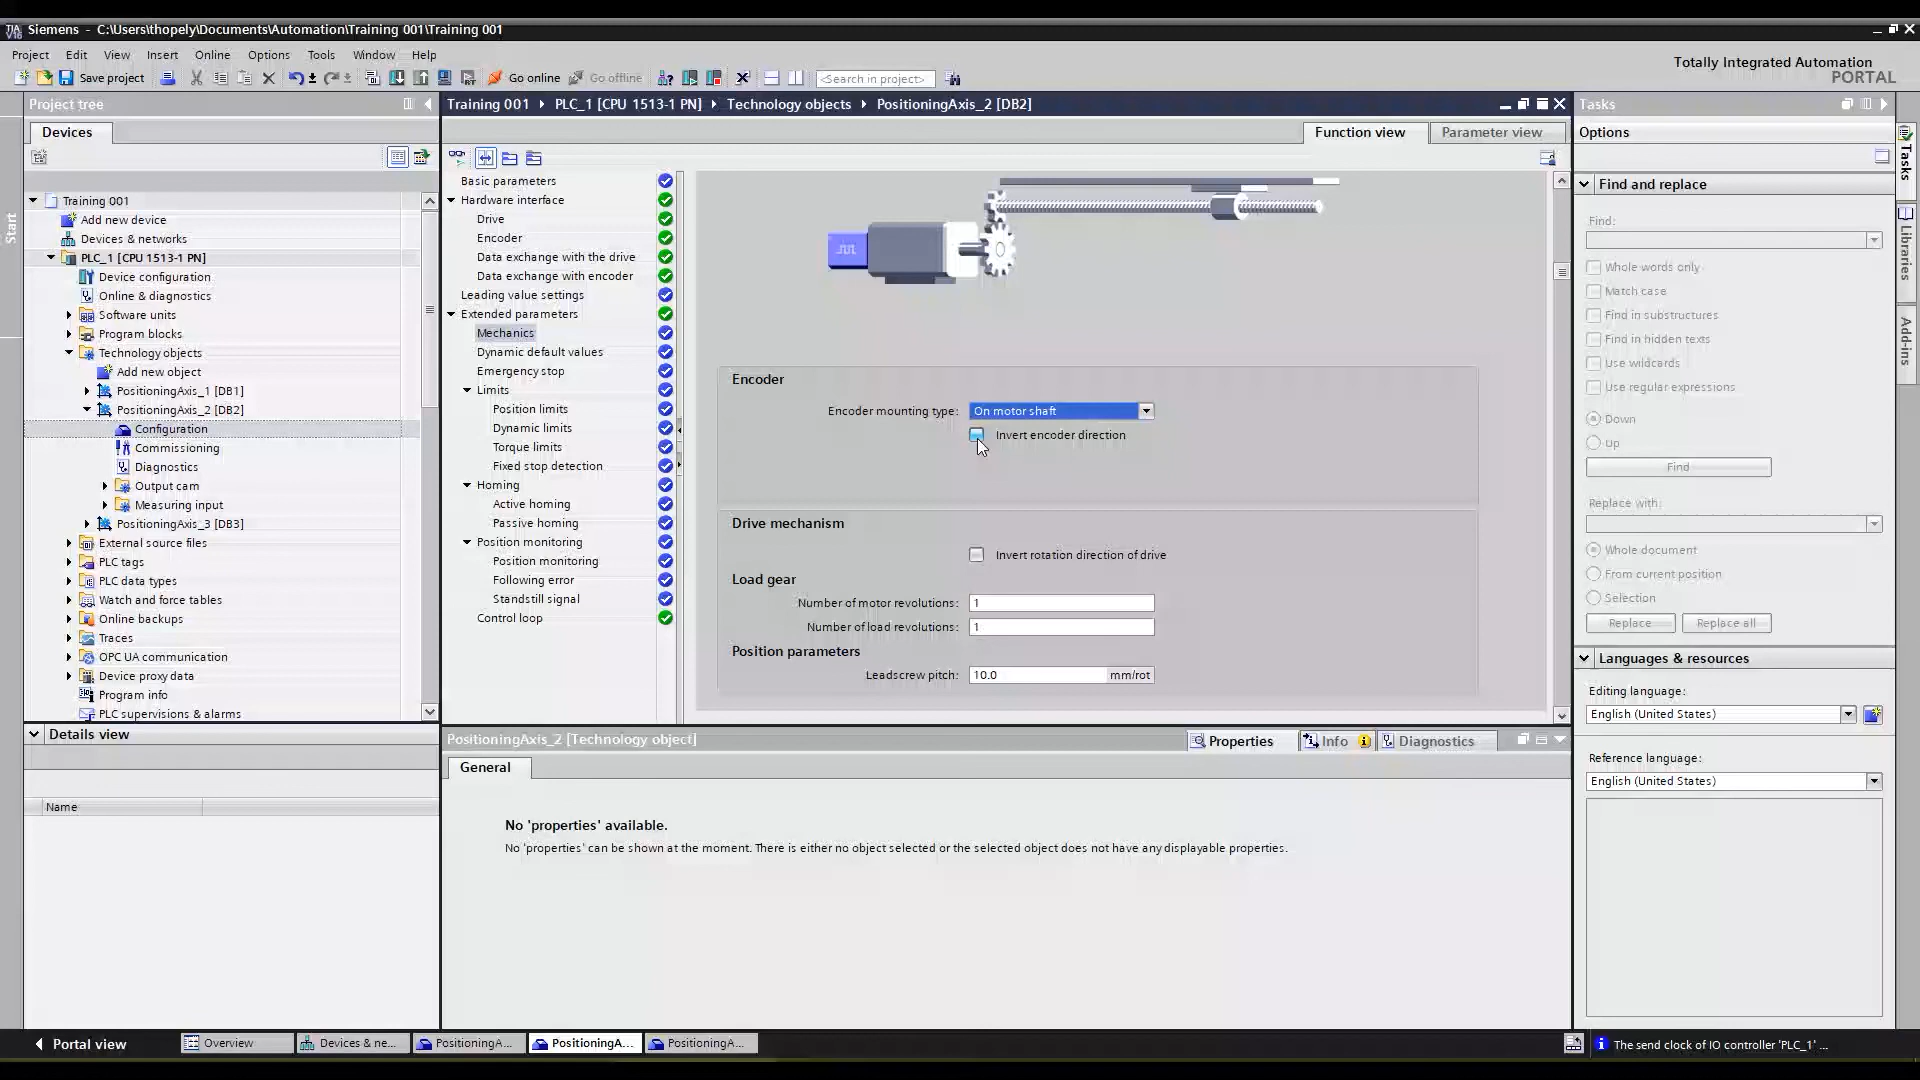 Siemens - C:\Users\thopely\Documents\Automation\Training 001\Training 001
Project Edit View Insert Online Options Tools Window Help
Totally Integrated Automation
PORTAL
Save project
Go online
Go offline
<Search in project>
Project tree
Training 001 PLC_1 [CPU 1513-1 PN] Technology objects PositioningAxis_2 [DB2]
Tasks
Devices
Function view
Parameter view
Options
Start
Training 001
Add new device
Devices & networks
PLC_1 [CPU 1513-1 PN]
Device configuration
Online & diagnostics
Software units
Program blocks
Technology objects
Add new object
PositioningAxis_1 [DB1]
PositioningAxis_2 [DB2]
Configuration
Commissioning
Diagnostics
Output cam
Measuring input
PositioningAxis_3 [DB3]
External source files
PLC tags
PLC data types
Watch and force tables
Online backups
Traces
OPC UA communication
Device proxy data
Program info
PLC supervisions & alarms
Details view
Name
Basic parameters
Hardware interface
Drive
Encoder
Data exchange with the drive
Data exchange with encoder
Leading value settings
Extended parameters
Mechanics
Dynamic default values
Emergency stop
Limits
Position limits
Dynamic limits
Torque limits
Fixed stop detection
Homing
Active homing
Passive homing
Position monitoring
Position monitoring
Following error
Standstill signal
Control loop
Encoder
Encoder mounting type: On motor shaft
Invert encoder direction
Drive mechanism
Invert rotation direction of drive
Load gear
Number of motor revolutions: 1
Number of load revolutions: 1
Position parameters
Leadscrew pitch: 10.0 mm/rot
PositioningAxis_2 [Technology object]
Properties
Info
Diagnostics
General
No 'properties' available.
No 'properties' can be shown at the moment. There is either no object selected or the selected object does not have any displayable properties.
Find and replace
Find:
Whole words only
Match case
Find in substructures
Find in hidden texts
Use wildcards
Use regular expressions
Down
Up
Find
Replace with:
Whole document
From current position
Selection
Replace
Replace all
Languages & resources
Editing language:
English (United States)
Reference language:
English (United States)
Tasks
Libraries
Add-ins
Portal view
Overview
Devices & ne...
PositioningA...
PositioningA...
PositioningA...
The send clock of IO controller 'PLC_1' ...